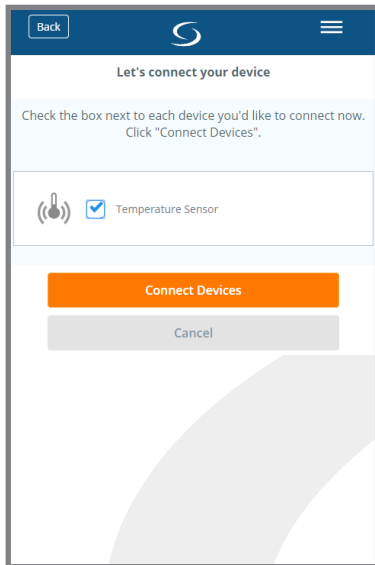 Back
Let's connect your device
Check the box next to each device you'd like to connect now.
Click "Connect Devices".
Temperature Sensor
Connect Devices
Cancel